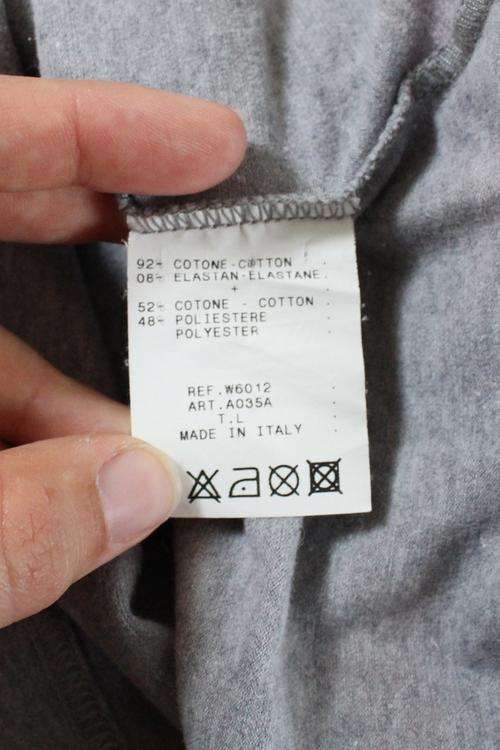 92% COTONE-COTTON .
08% ELASTAN-ELASTANE.
+
52% COTONE - COTTON .
48% POLIESTERE .
POLYESTER .
REF.W6012 .
ART.A035A .
T.L .
MADE IN ITALY .